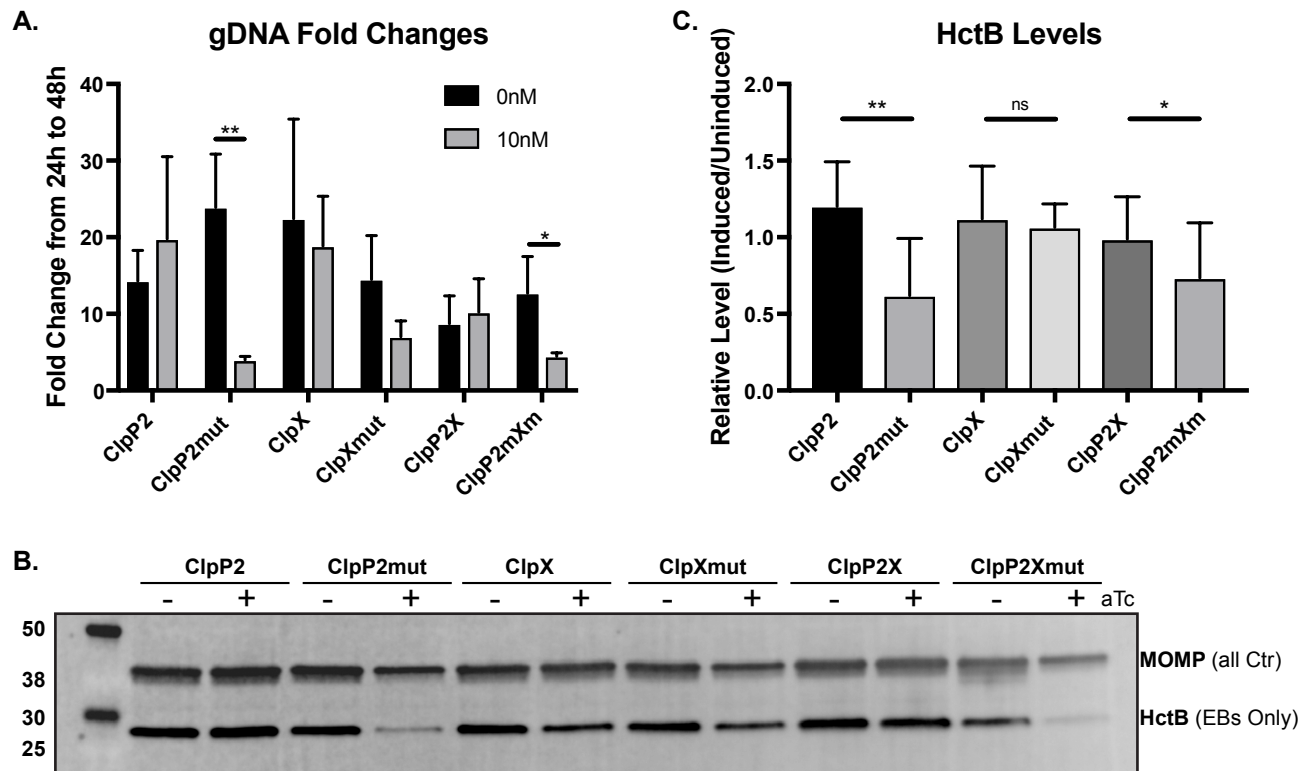 A.
gDNA Fold Changes
Fold Change from 24h to 48h
40
30
20
10
0
0nM
10nM
**
*
ClpP2
ClpP2mut
ClpX
ClpXmut
ClpP2X
ClpP2mXm
C.
HctB Levels
Relative Level (Induced/Uninduced)
2.0
1.5
1.0
0.5
0.0
**
ns
*
ClpP2
ClpP2mut
ClpX
ClpXmut
ClpP2X
ClpP2mXm
B.
ClpP2 ClpP2mut ClpX ClpXmut ClpP2X ClpP2Xmut
- + - + - + - + - + - + aTc
50
38
30
25
MOMP (all Ctr)
HctB (EBs Only)